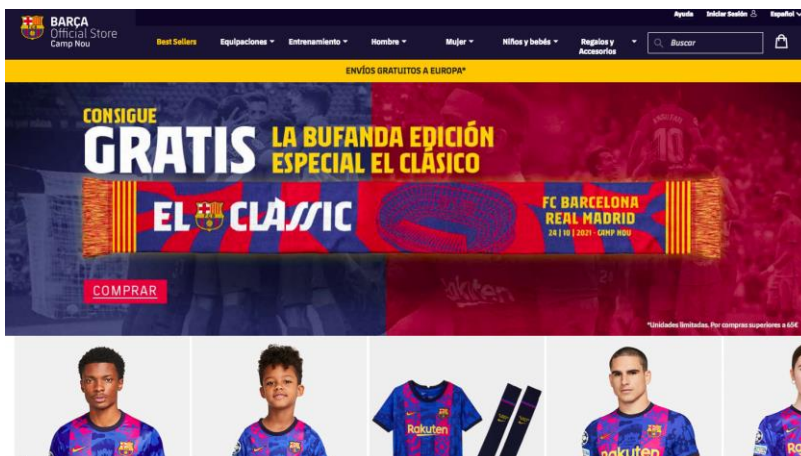 BARÇA
Official Store
Camp Nou
Ayuda Iniciar Sesión Español
Best Sellers Equipaciones Entrenamiento Hombre Mujer Niños y bebés Regalos y Accesorios Buscar
ENVÍOS GRATUITOS A EUROPA*
CONSIGUE
GRATIS LA BUFANDA EDICIÓN
ESPECIAL EL CLÁSICO
EL CLÀSSIC
FC BARCELONA
REAL MADRID
24 | 10 | 2021 - CAMP NOU
COMPRAR
*Unidades limitadas. Por compras superiores a 65€
Rakuten